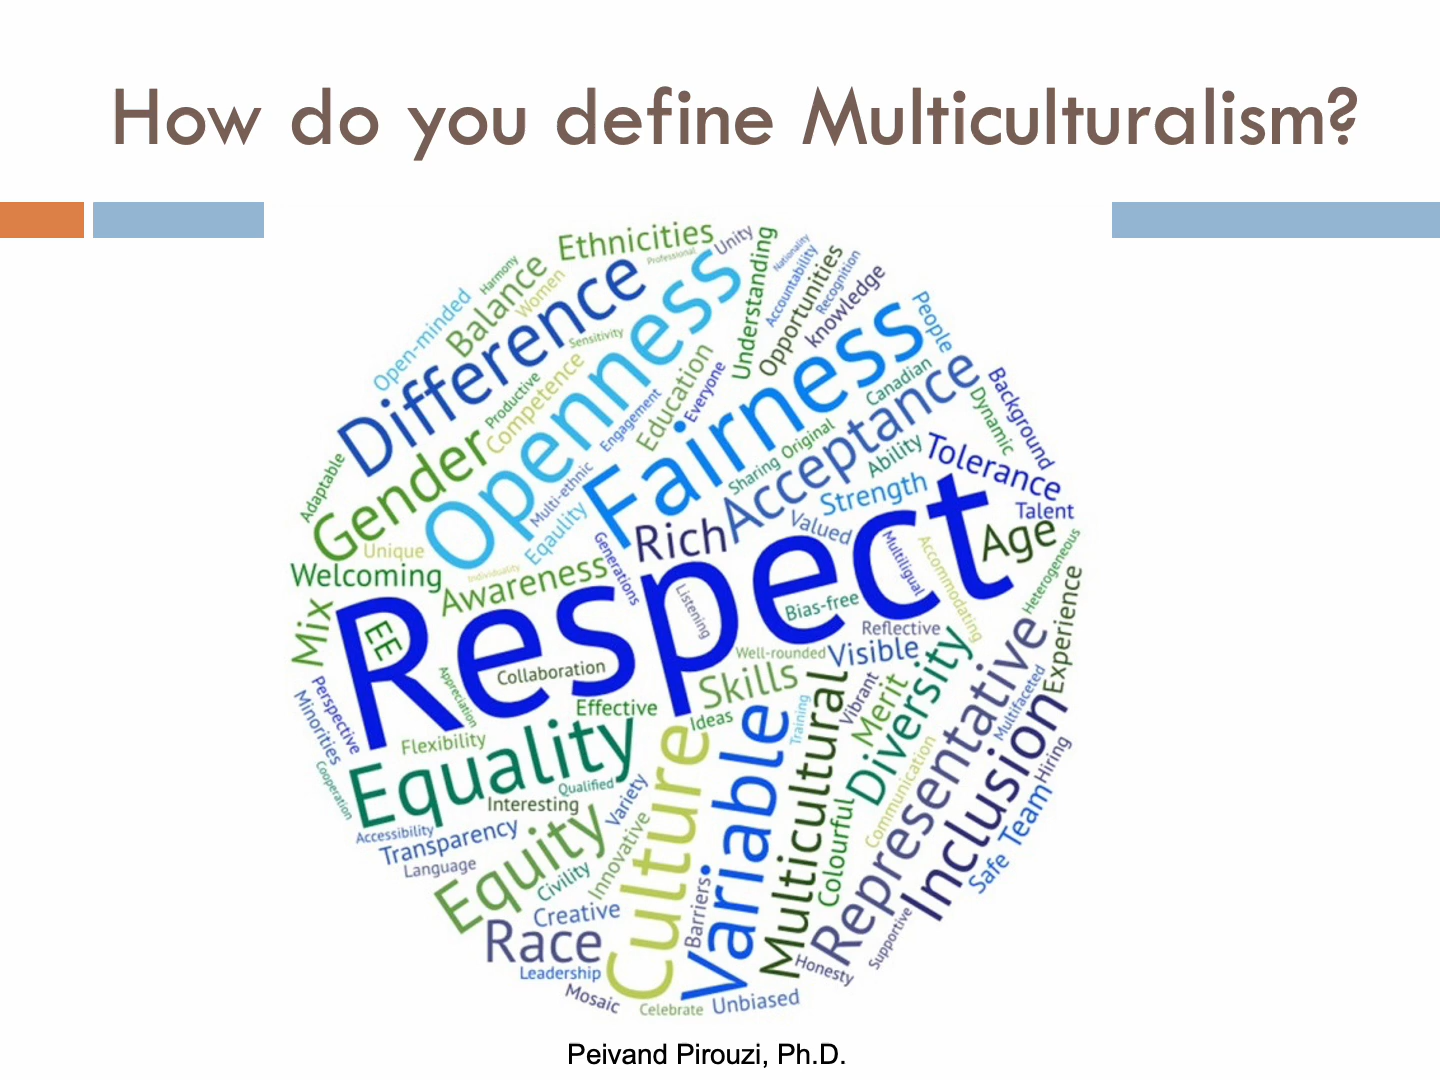 How do you define Multiculturalism?
Ethnicities
Professional
Unity
Understanding
Nationality
Accountability
Opportunities
Recognition
knowledge
Harmony
Balance
Women
Open-minded
Difference
Sensitivity
Openness
People
Fairness
Canadian
Acceptance
Background
Dynamic
Productive
Competence
Engagement
Education
Everyone
Gender
Adaptable
Sharing
Original
Ability
Tolerance
Strength
Talent
Multi-ethnic
Eqaulity
Unique
Rich
Valued
Age
Welcoming
Individuality
Awareness
Generations
Respect
Multiligual
Accommodating
Heterogeneous
Experience
Mix
EE
Listening
Bias-free
Reflective
Well-rounded
Visible
Collaboration
Appreciation
Skills
Effective
Ideas
Training
Vibrant
Merit
Diversity
Representative
Multifaceted
Perspective
Minorities
Flexibility
Equality
Cooperation
Qualified
Interesting
Variety
Culture
Variable
Multicultural
Colourful
Communication
Inclusion
Hiring
Team
Safe
Accessibility
Transparency
Language
Equity
Civility
Innovative
Creative
Race
Leadership
Barriers
Honesty
Supportive
Mosaic
Celebrate
Unbiased
Peivand Pirouzi, Ph.D.